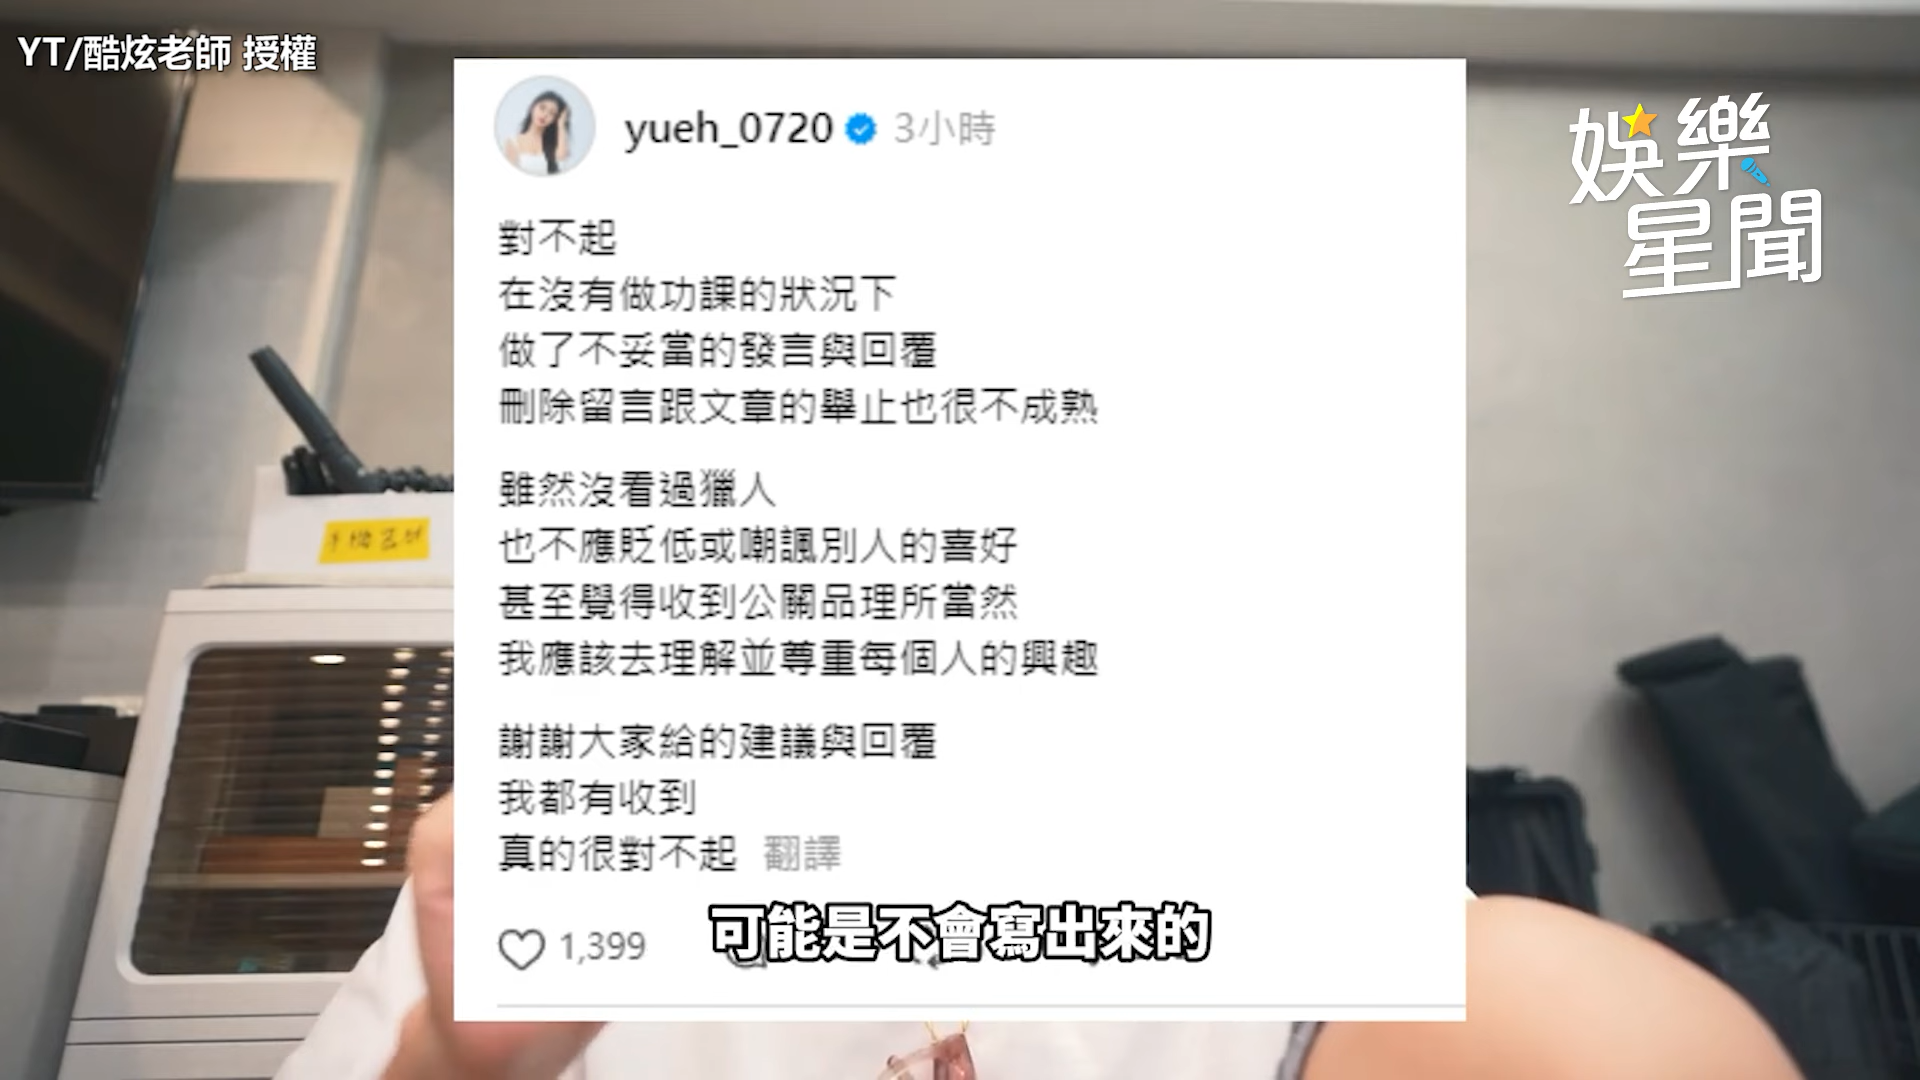 YT/酷炫老師 授權
娛樂
星聞
yueh_0720 3小時
對不起
在沒有做功課的狀況下
做了不妥當的發言與回覆
刪除留言跟文章的舉止也很不成熟
雖然沒看過獵人
也不應貶低或嘲諷別人的喜好
甚至覺得收到公關品理所當然
我應該去理解並尊重每個人的興趣
謝謝大家給的建議與回覆
我都有收到
真的很對不起 翻譯
1,399
可能是不會寫出來的